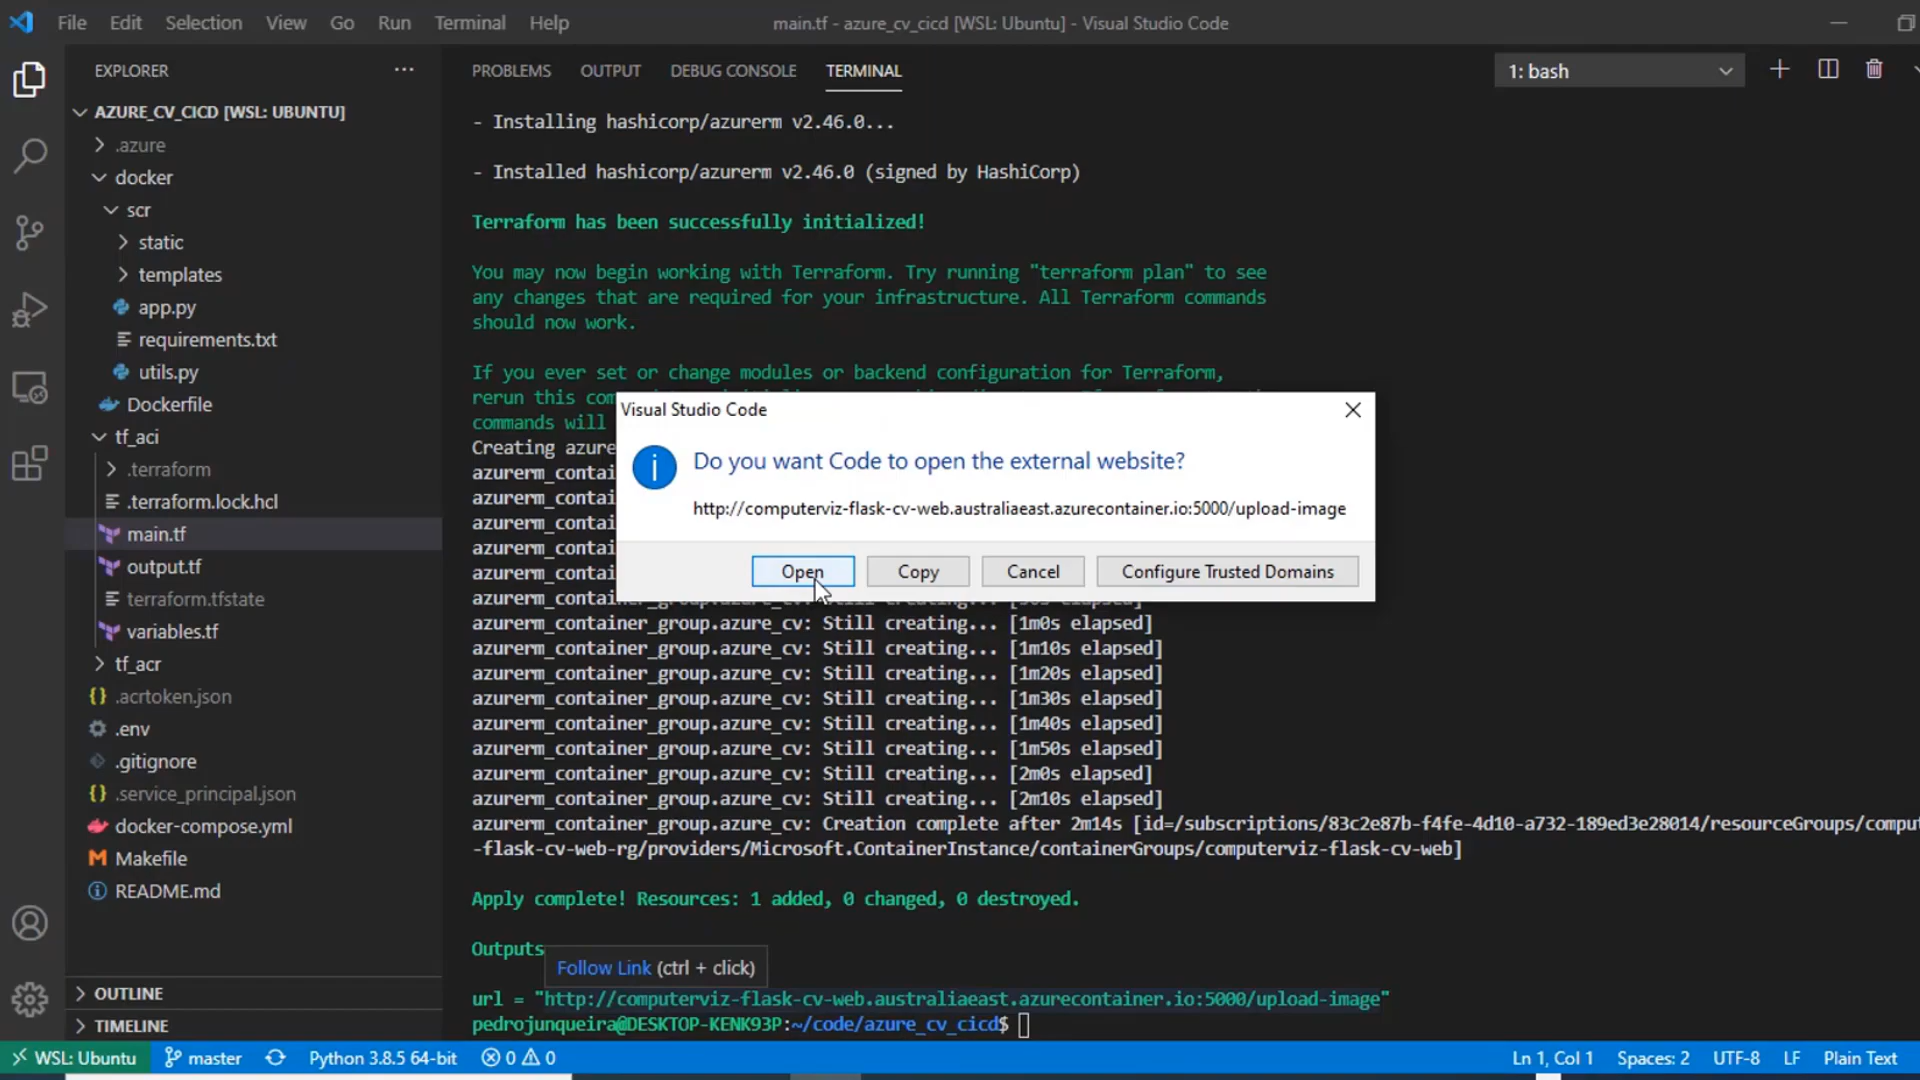 File Edit Selection View Go Run Terminal Help
main.tf - azure_cv_cicd [WSL: Ubuntu] - Visual Studio Code
EXPLORER
AZURE_CV_CICD [WSL: UBUNTU]
.azure
docker
scr
static
templates
app.py
requirements.txt
utils.py
Dockerfile
tf_aci
.terraform
.terraform.lock.hcl
main.tf
output.tf
terraform.tfstate
variables.tf
tf_acr
.acrtoken.json
.env
.gitignore
.service_principal.json
docker-compose.yml
Makefile
README.md
OUTLINE
TIMELINE
PROBLEMS OUTPUT DEBUG CONSOLE TERMINAL
1: bash
- Installing hashicorp/azurerm v2.46.0...
- Installed hashicorp/azurerm v2.46.0 (signed by HashiCorp)
Terraform has been successfully initialized!
You may now begin working with Terraform. Try running "terraform plan" to see
any changes that are required for your infrastructure. All Terraform commands
should now work.
If you ever set or change modules or backend configuration for Terraform,
rerun this com
commands will
Creating azure
azurerm_contai
azurerm_contai
azurerm_contai
azurerm_contai
azurerm_contai
Visual Studio Code
Do you want Code to open the external website?
http://computerviz-flask-cv-web.australiaeast.azurecontainer.io:5000/upload-image
Open Copy Cancel Configure Trusted Domains
azurerm_container_group.azure_cv: Still creating... [50s elapsed]
azurerm_container_group.azure_cv: Still creating... [1m0s elapsed]
azurerm_container_group.azure_cv: Still creating... [1m10s elapsed]
azurerm_container_group.azure_cv: Still creating... [1m20s elapsed]
azurerm_container_group.azure_cv: Still creating... [1m30s elapsed]
azurerm_container_group.azure_cv: Still creating... [1m40s elapsed]
azurerm_container_group.azure_cv: Still creating... [1m50s elapsed]
azurerm_container_group.azure_cv: Still creating... [2m0s elapsed]
azurerm_container_group.azure_cv: Still creating... [2m10s elapsed]
azurerm_container_group.azure_cv: Creation complete after 2m14s [id=/subscriptions/83c2e87b-f4fe-4d10-a732-189ed3e28014/resourceGroups/comput
-flask-cv-web-rg/providers/Microsoft.ContainerInstance/containerGroups/computerviz-flask-cv-web]
Apply complete! Resources: 1 added, 0 changed, 0 destroyed.
Outputs
Follow Link (ctrl + click)
url = "http://computerviz-flask-cv-web.australiaeast.azurecontainer.io:5000/upload-image"
pedrojunqueira@DESKTOP-KENK93P:~/code/azure_cv_cicd$
WSL: Ubuntu master Python 3.8.5 64-bit 0 0 Ln 1, Col 1 Spaces: 2 UTF-8 LF Plain Text